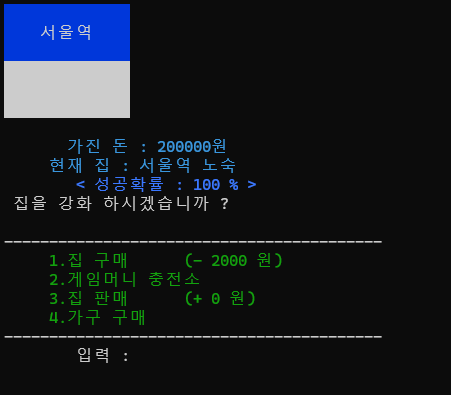 서울역
가진 돈 : 200000원
현재 집 : 서울역 노숙
< 성공확률 : 100 % >
집을 강화 하시겠습니까 ?
------------------------------------------
1.집 구매 (- 2000 원)
2.게임머니 충전소
3.집 판매 (+ 0 원)
4.가구 구매
------------------------------------------
입력 :